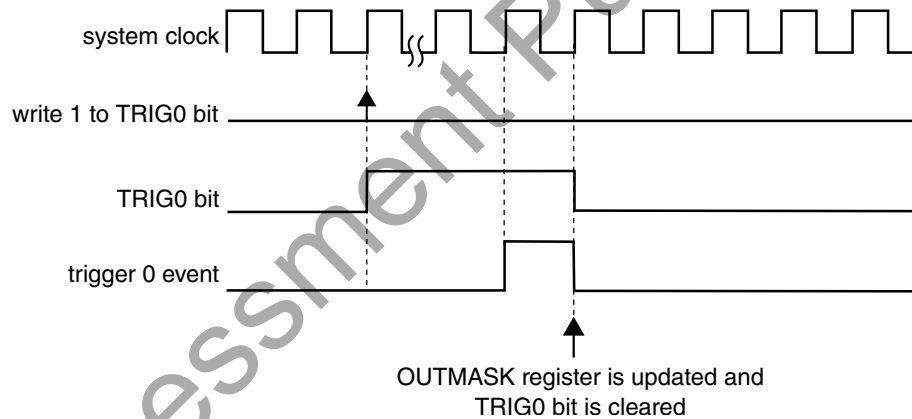 system clock
write 1 to TRIG0 bit
TRIG0 bit
trigger 0 event
OUTMASK register is updated and
TRIG0 bit is cleared